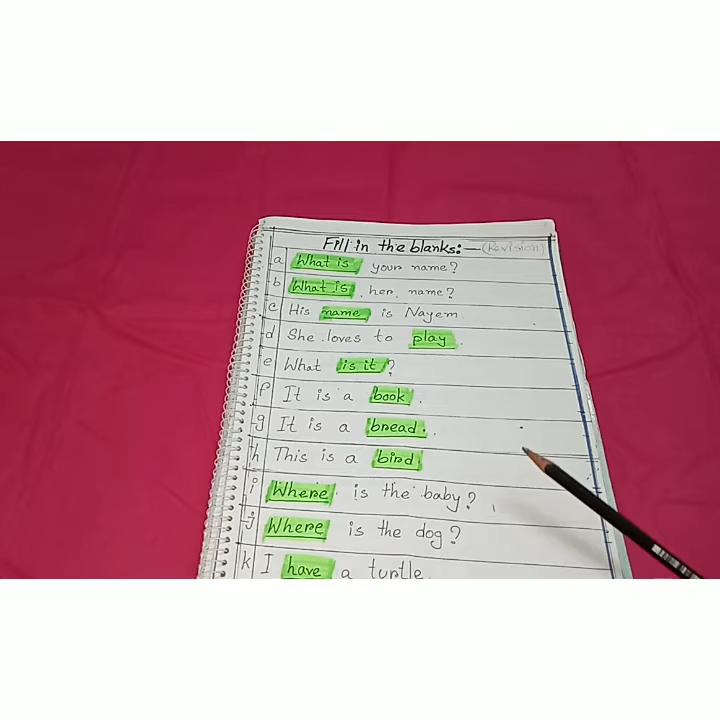 Fill in the blanks:— (Revision)
a What is your name?
b What is her name?
c His name is Nayem.
d She loves to play.
e What is it?
f It is a book.
g It is a bread.
h This is a bird.
i Where is the baby?
j Where is the dog?
k I have a turtle.